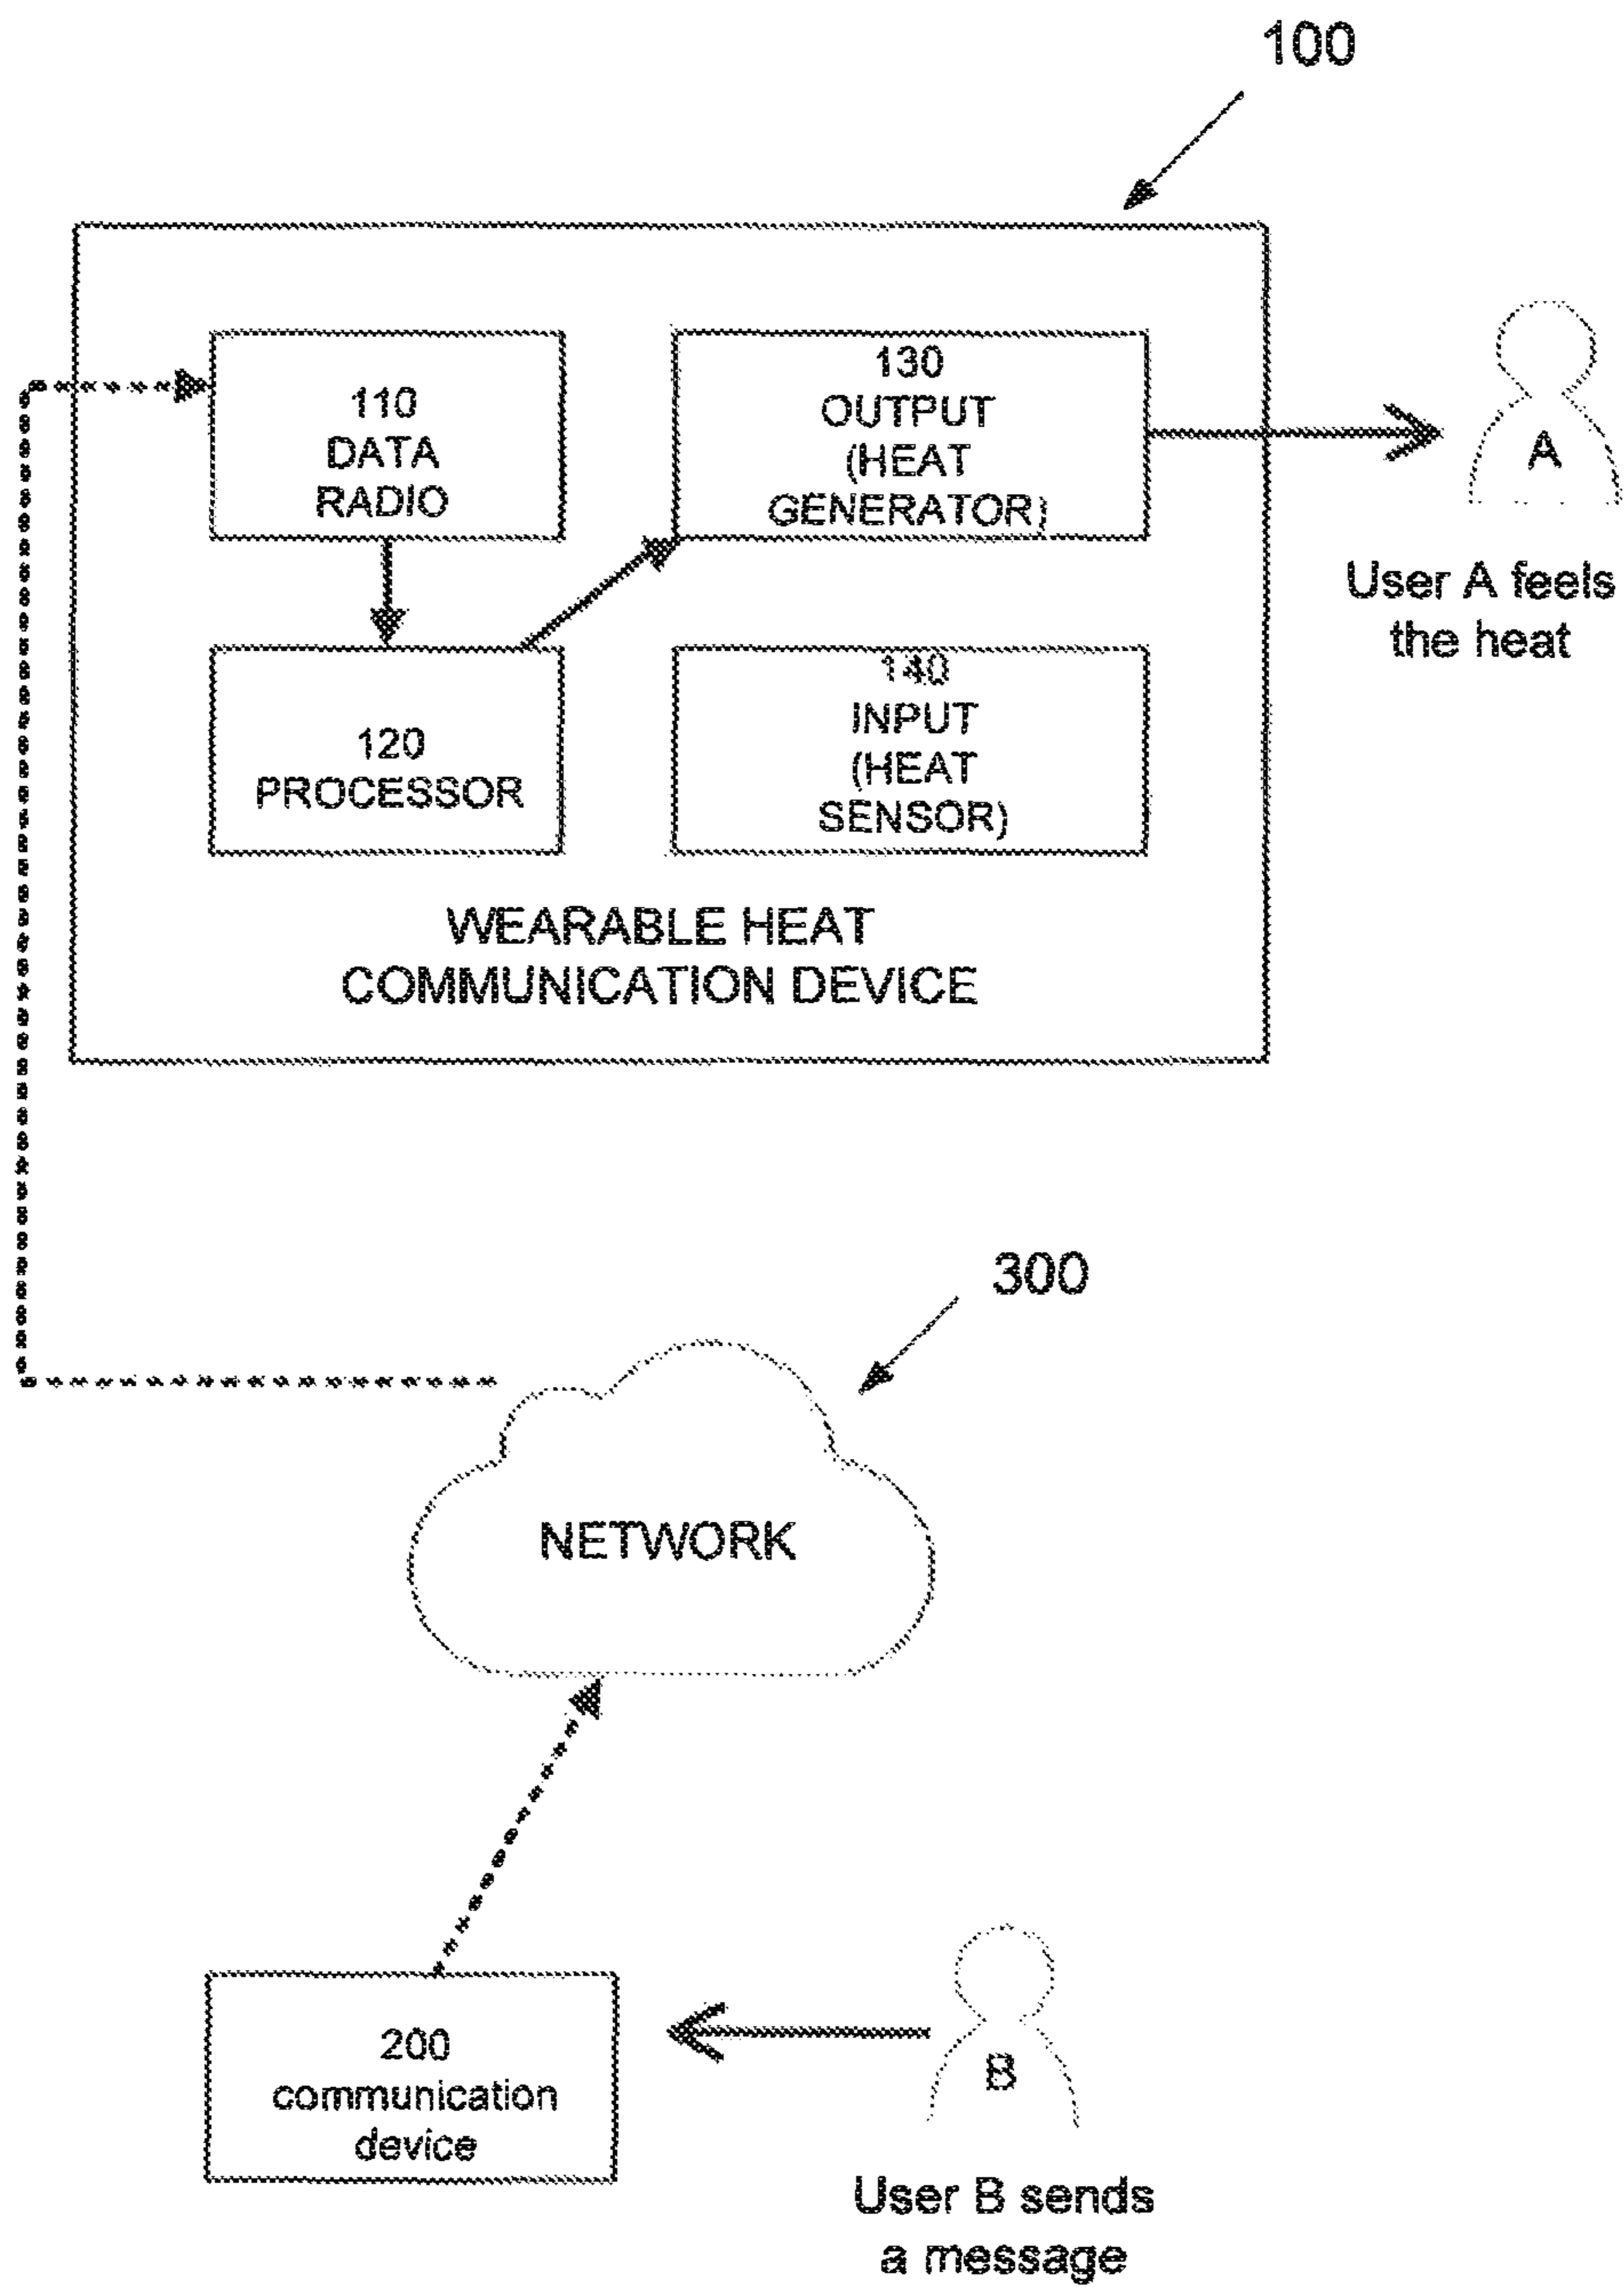 100
110
DATA
RADIO
130
OUTPUT
(HEAT
GENERATOR)
A
User A feels
the heat
120
PROCESSOR
140
INPUT
(HEAT
SENSOR)
WEARABLE HEAT
COMMUNICATION DEVICE
300
NETWORK
200
communication
device
B
User B sends
a message